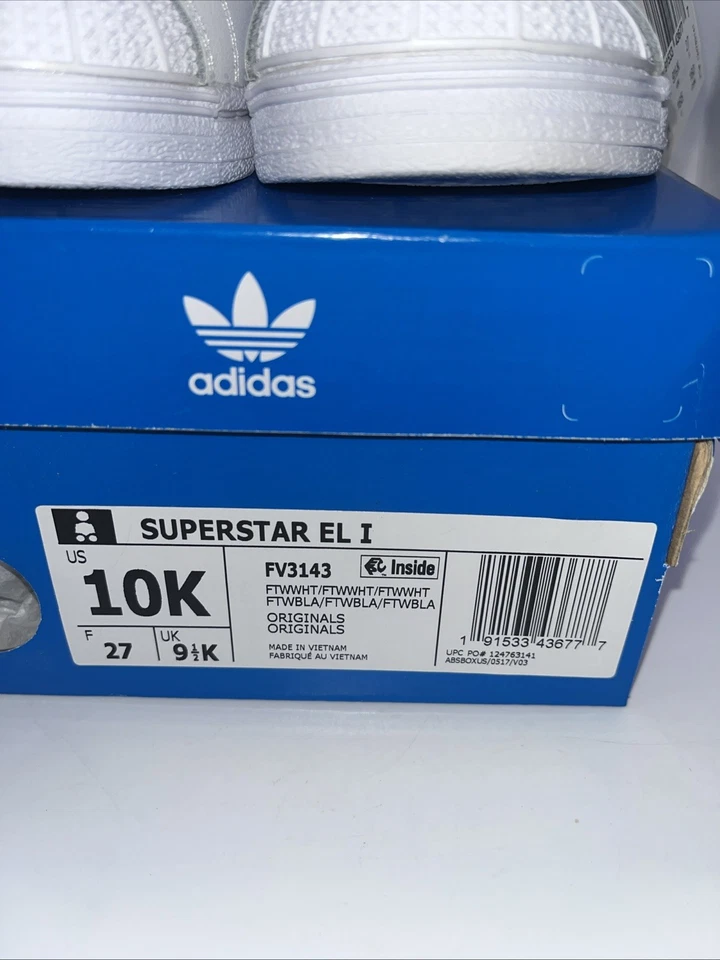 adidas
SUPERSTAR EL I
US
10K
F
27
UK
9½K
FV3143
Inside
FTWWHT/FTWWHT/FTWWHT
FTWBLA/FTWBLA/FTWBLA
ORIGINALS
ORIGINALS
MADE IN VIETNAM
FABRIQUÉ AU VIETNAM
1 91533 43677 7
UPC PO# 124763141
ABSBOXUS/0517/V03